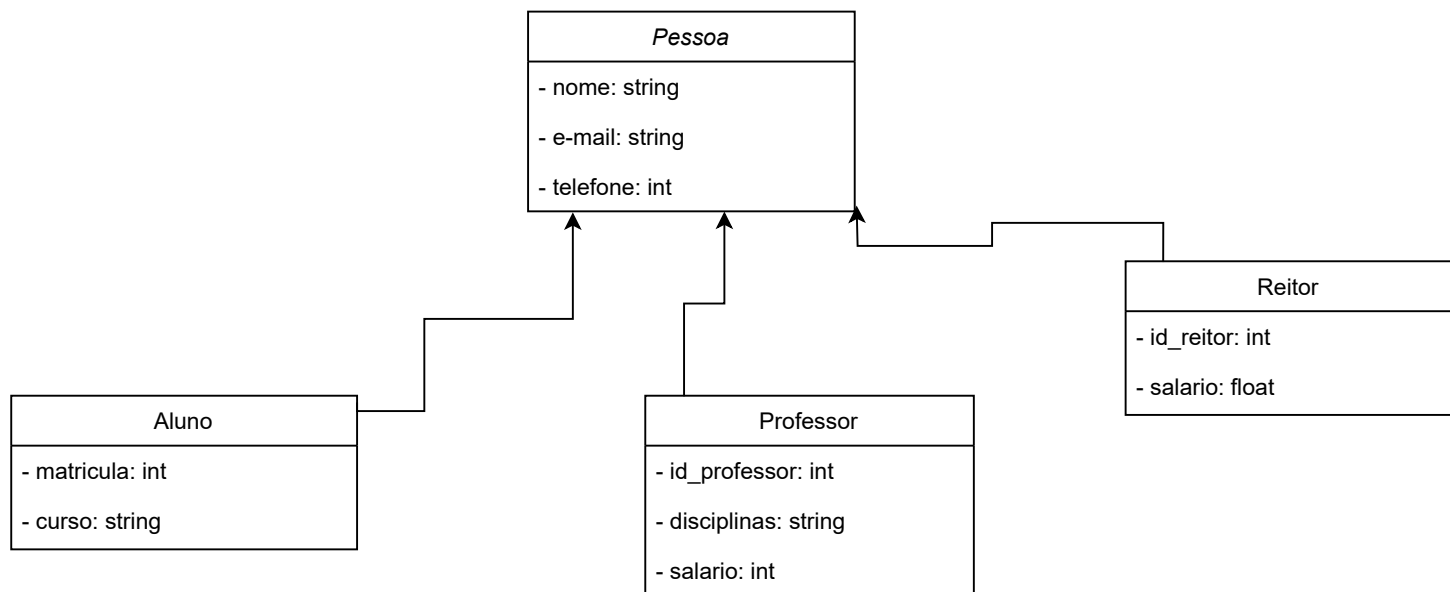 Pessoa
- nome: string
- e-mail: string
- telefone: int
Reitor
- id_reitor: int
- salario: float
Aluno
- matricula: int
- curso: string
Professor
- id_professor: int
- disciplinas: string
- salario: int